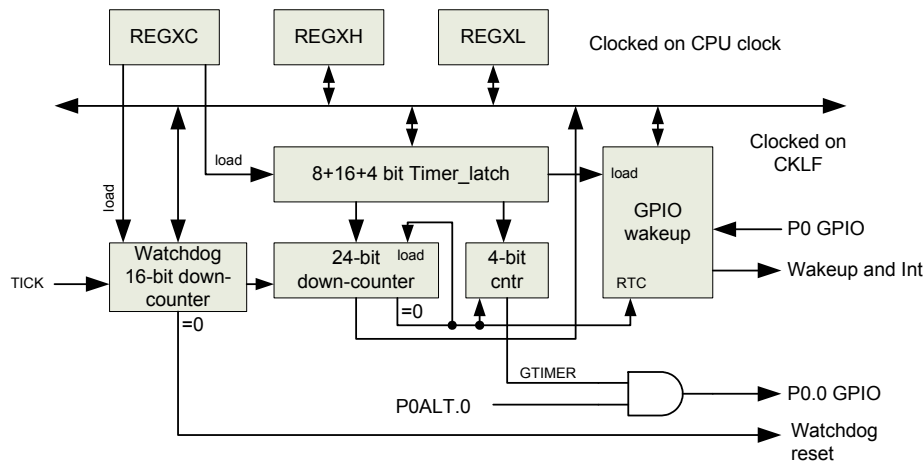 REGXC
REGXH
REGXL
Clocked on CPU clock
Clocked on
CKLF
load
load
8+16+4 bit Timer_latch
load
GPIO
wakeup
RTC
P0 GPIO
Wakeup and Int
TICK
Watchdog
16-bit down-
counter
=0
24-bit
down-counter
load
=0
4-bit
cntr
GTIMER
P0ALT.0
P0.0 GPIO
Watchdog
reset